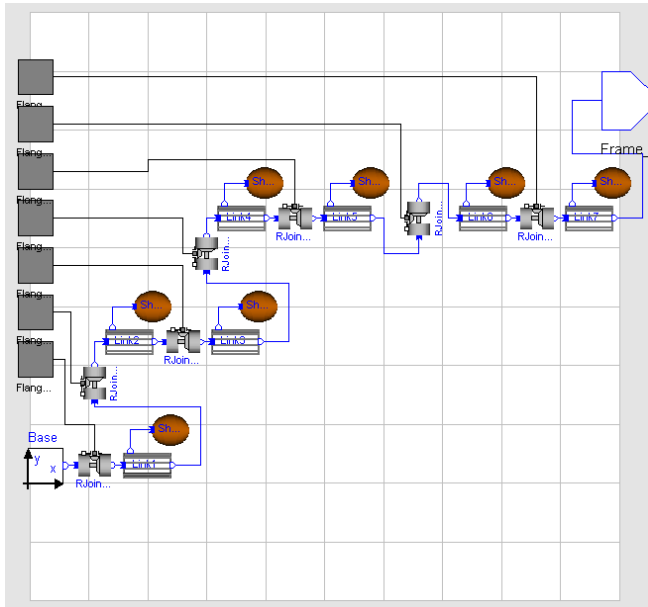 Flang...
Flang...
Flang...
Flang...
Flang...
Flang...
Flang...
Frame
Sh...
Sh...
Sh...
Sh...
Link4
Link5
Link6
Link7
RJoin...
RJoin...
RJoin...
RJoin...
Sh...
Sh...
Link2
Link3
RJoin...
RJoin...
Base
Sh...
y
x
Link1
RJoin...